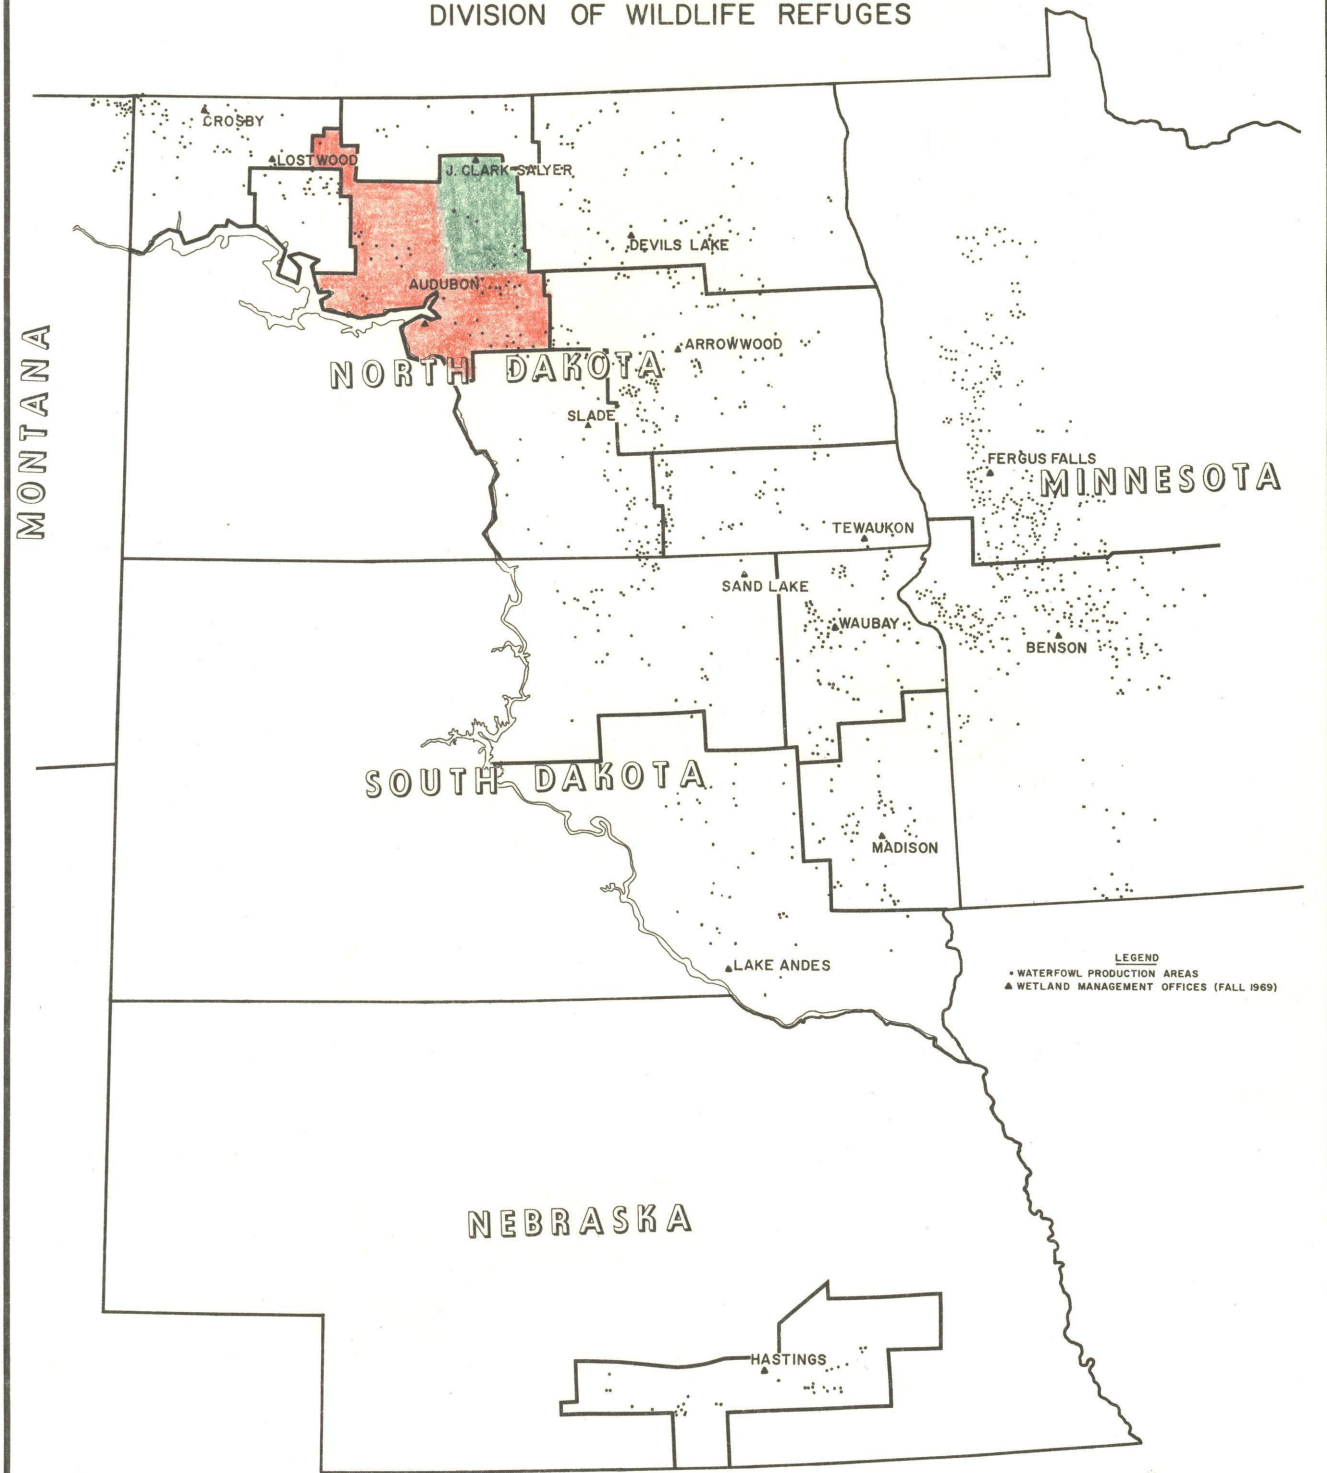 DIVISION OF WILDLIFE REFUGES
CROSBY
LOSTWOOD
J. CLARK SALYER
DEVILS LAKE
AUDUBON
ARROWWOOD
MONTANA
NORTH DAKOTA
SLADE
FERGUS FALLS
MINNESOTA
TEWAUKON
SAND LAKE
WAUBAY
BENSON
SOUTH DAKOTA
MADISON
LAKE ANDES
LEGEND
• WATERFOWL PRODUCTION AREAS
▲ WETLAND MANAGEMENT OFFICES (FALL 1969)
NEBRASKA
HASTINGS